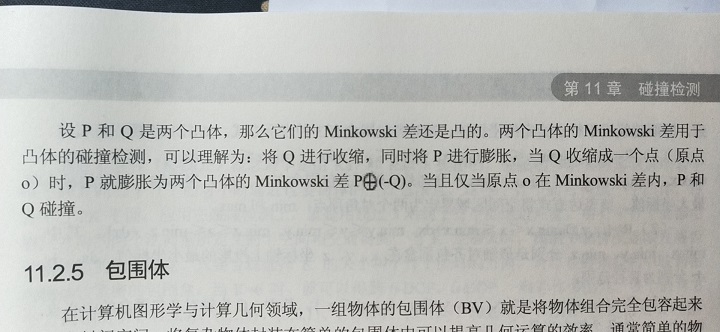 第 11 章 碰撞检测
设 P 和 Q 是两个凸体，那么它们的 Minkowski 差还是凸的。两个凸体的 Minkowski 差用于
凸体的碰撞检测，可以理解为：将 Q 进行收缩，同时将 P 进行膨胀，当 Q 收缩成一个点（原点
o）时，P 就膨胀为两个凸体的 Minkowski 差 P⊕(-Q)。当且仅当原点 o 在 Minkowski 差内，P 和
Q 碰撞。
11.2.5 包围体
在计算机图形学与计算几何领域，一组物体的包围体（BV）就是将物体组合完全包容起来